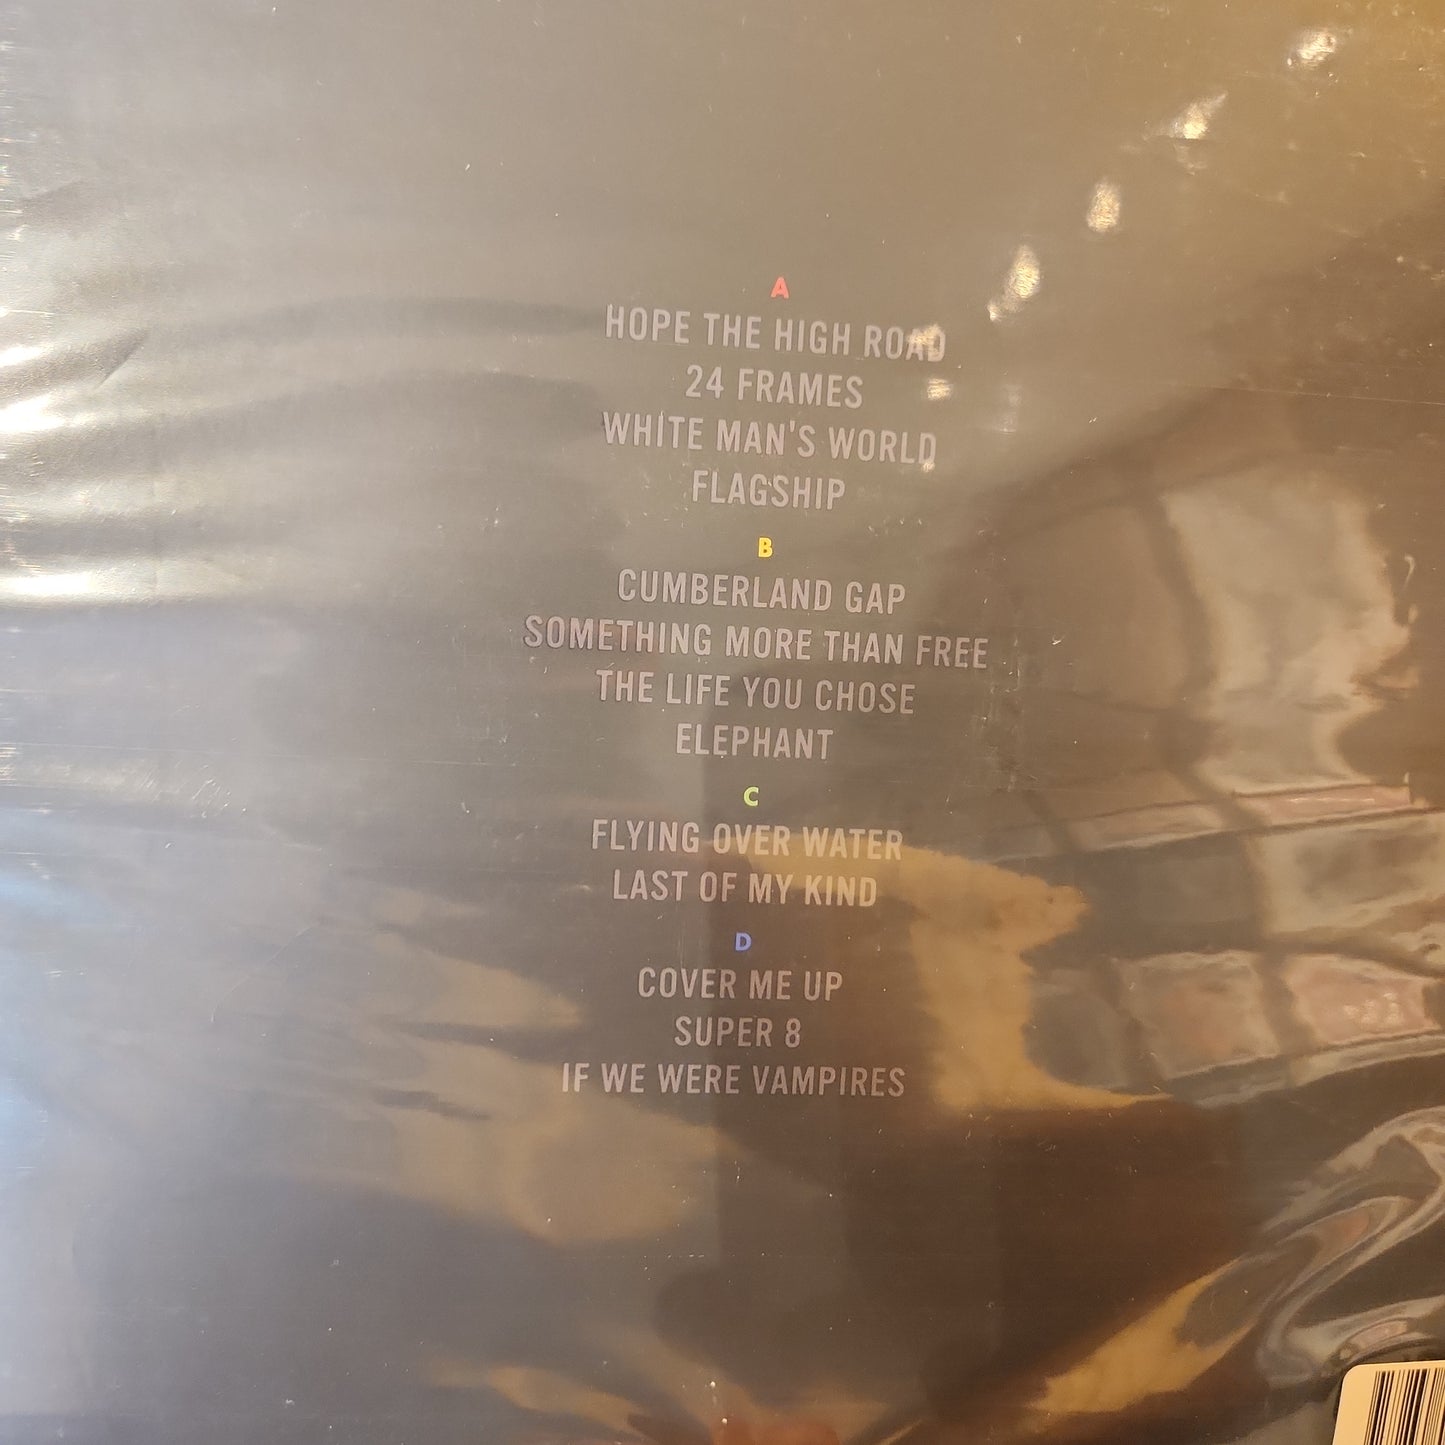 A
HOPE THE HIGH ROAD
24 FRAMES
WHITE MAN'S WORLD
FLAGSHIP
B
CUMBERLAND GAP
SOMETHING MORE THAN FREE
THE LIFE YOU CHOSE
ELEPHANT
C
FLYING OVER WATER
LAST OF MY KIND
D
COVER ME UP
SUPER 8
IF WE WERE VAMPIRES